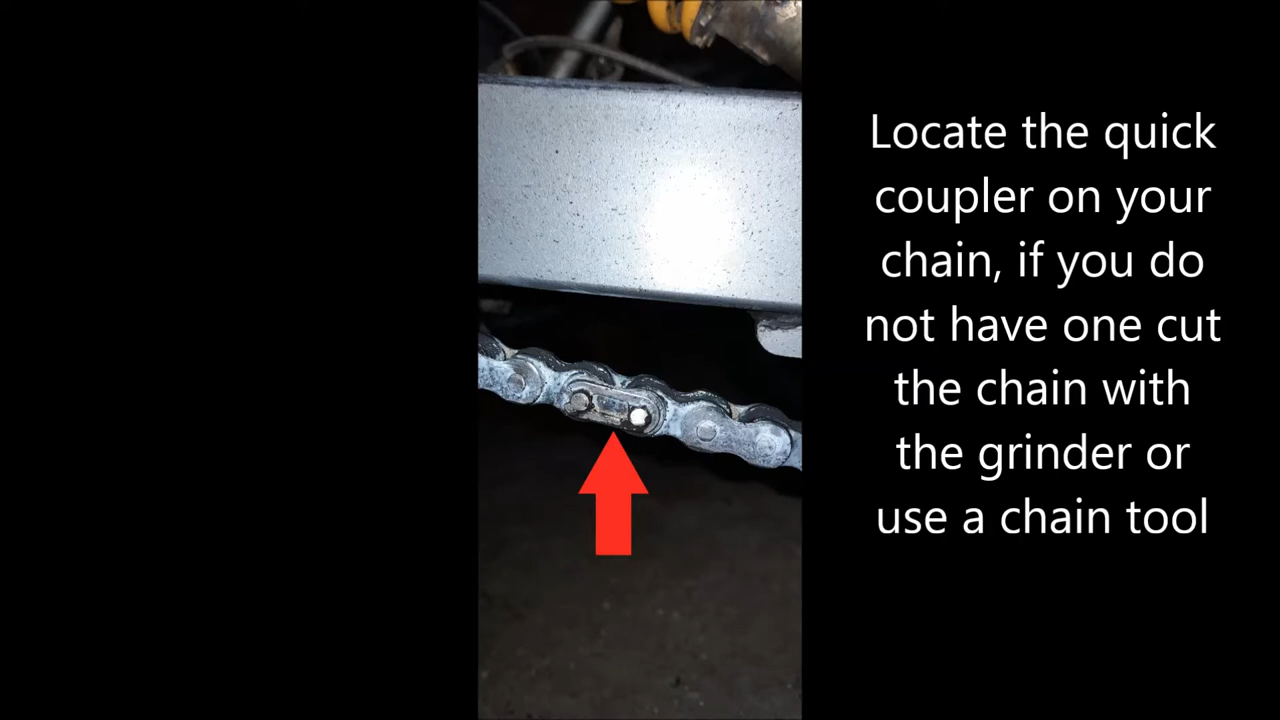 Locate the quick
coupler on your
chain, if you do
not have one cut
the chain with
the grinder or
use a chain tool